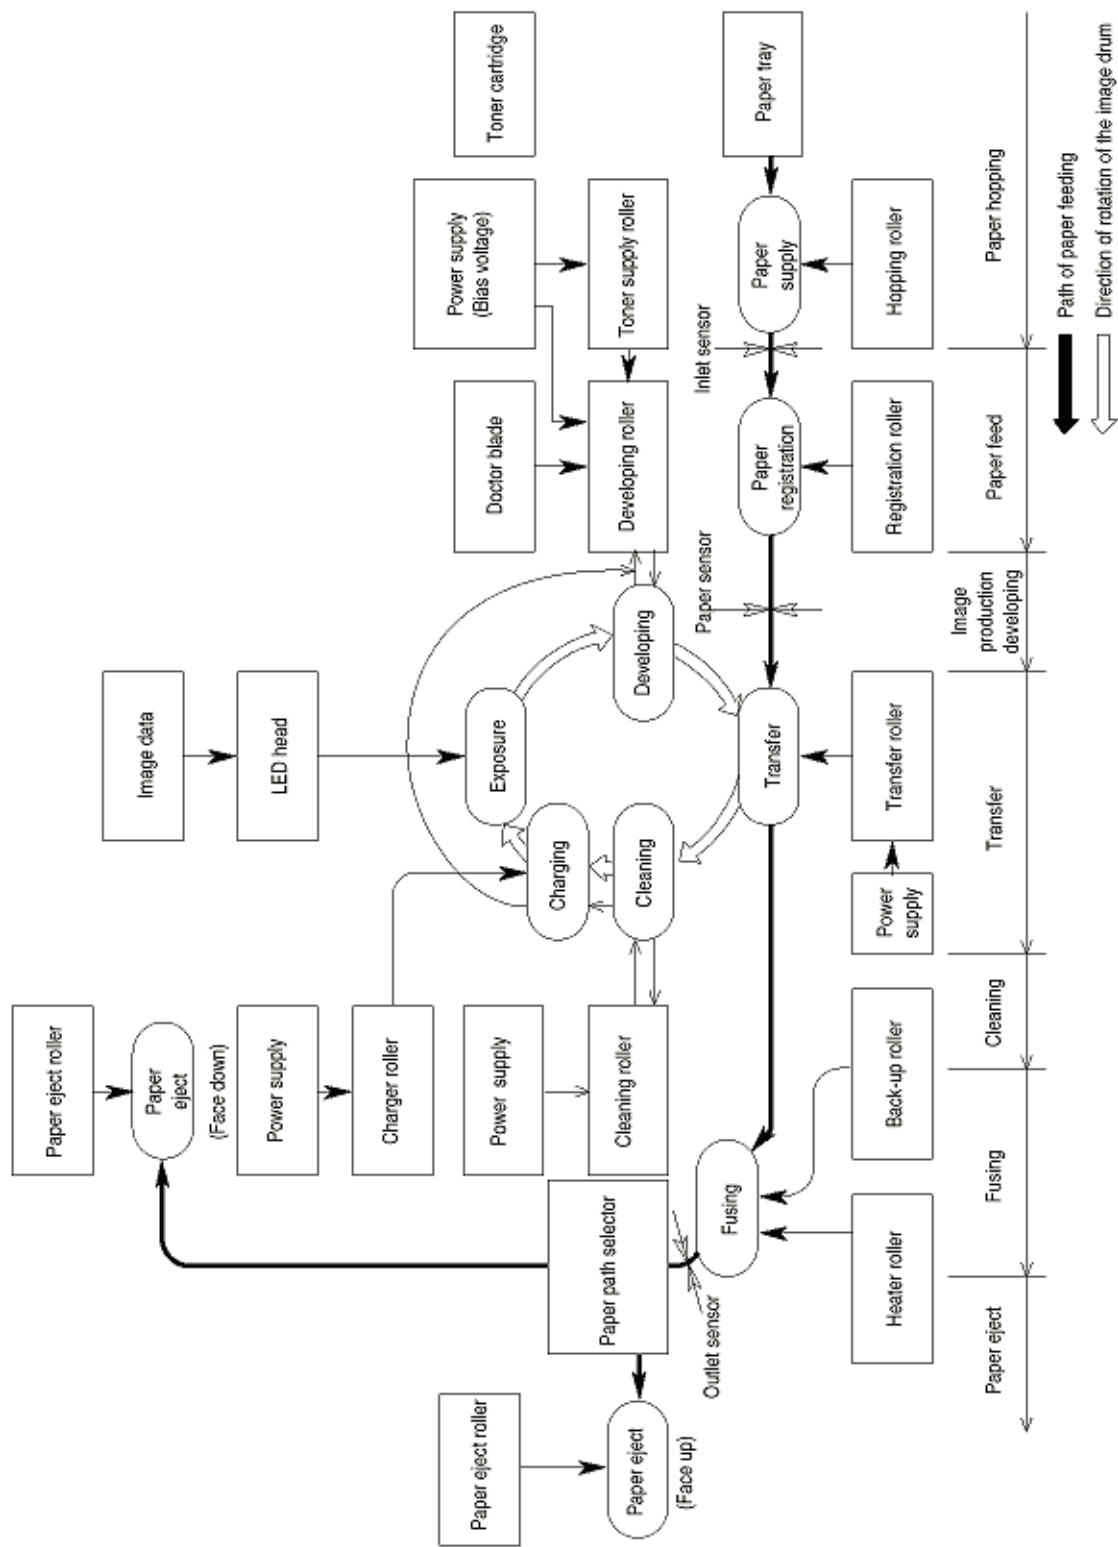 Paper eject roller
Paper
eject
(Face down)
Image data
LED head
Power supply
Charger roller
Power supply
Cleaning roller
Charging
Cleaning
Exposure
Developing
Transfer
Power supply
(Bias voltage)
Toner cartridge
Doctor blade
Developing roller
Toner supply roller
Paper eject roller
Paper eject
(Face up)
Paper path selector
Outlet sensor
Fusing
Paper sensor
Inlet sensor
Paper
registration
Paper
supply
Paper tray
Heater roller
Back-up roller
Power
supply
Transfer roller
Registration roller
Hopping roller
Paper eject
Fusing
Cleaning
Transfer
Image
production
developing
Paper feed
Paper hopping
Path of paper feeding
Direction of rotation of the image drum